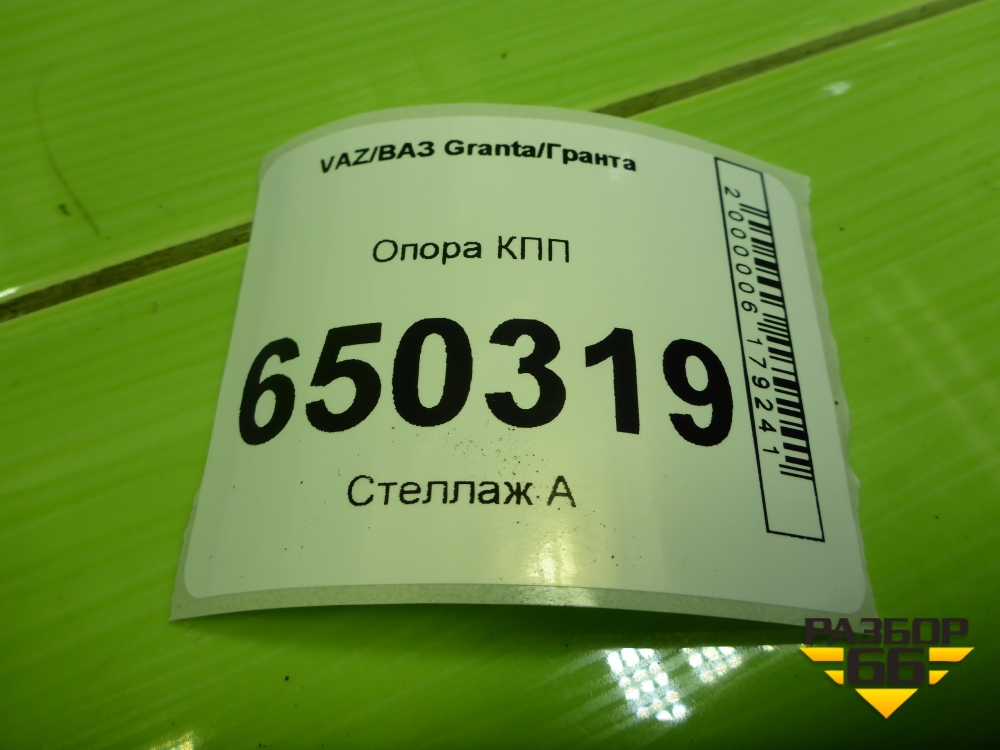 VAZ/ВАЗ Granta/Гранта
Опора КПП
650319
Стеллаж А
2000006179241
РАЗБОР
66